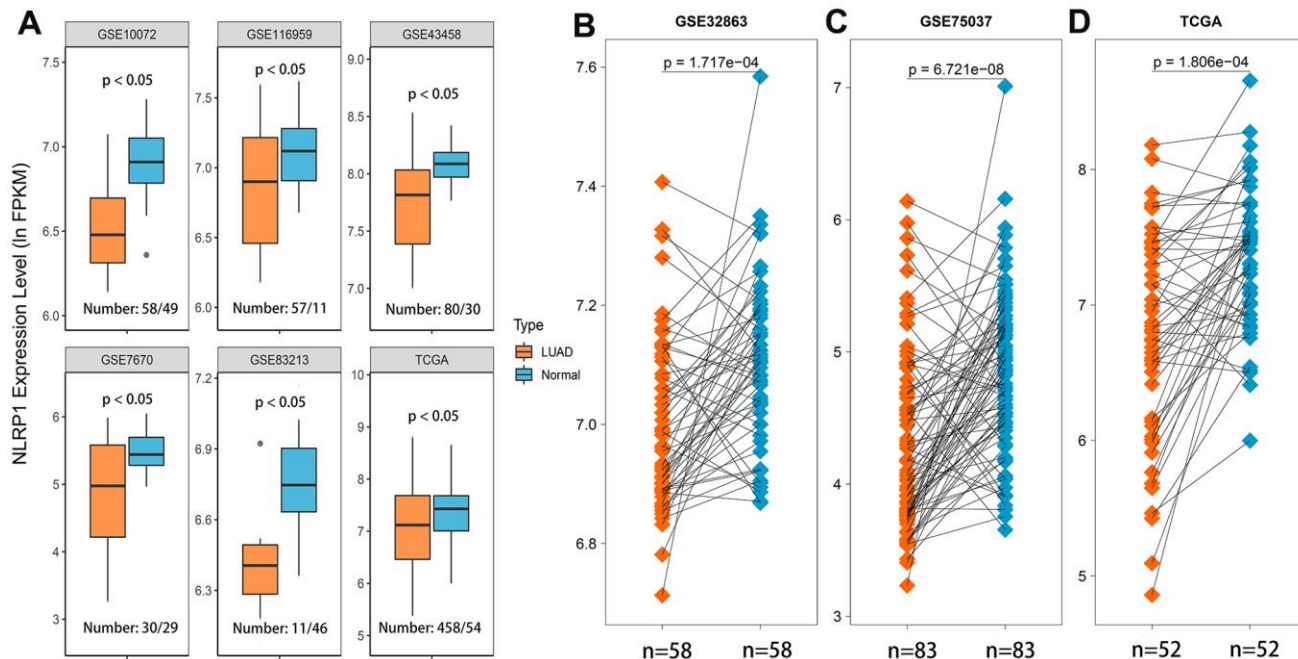 A
NLRP1 Expression Level (ln FPKM)
GSE10072
GSE116959
GSE43458
7.5
7.0
6.5
6.0
p < 0.05
Number: 58/49
7.5
7.0
6.5
6.0
p < 0.05
Number: 57/11
9.0
8.5
8.0
7.5
7.0
p < 0.05
Number: 80/30
GSE7670
GSE83213
TCGA
6
5
4
3
p < 0.05
Number: 30/29
7.2
6.9
6.6
6.3
p < 0.05
Number: 11/46
10
9
8
7
6
5
p < 0.05
Number: 458/54
Type
LUAD
Normal
B
GSE32863
p = 1.717e−04
7.6
7.4
7.2
7.0
6.8
n=58
n=58
C
GSE75037
p = 6.721e−08
7
6
5
4
3
n=83
n=83
D
TCGA
p = 1.806e−04
8
7
6
5
n=52
n=52